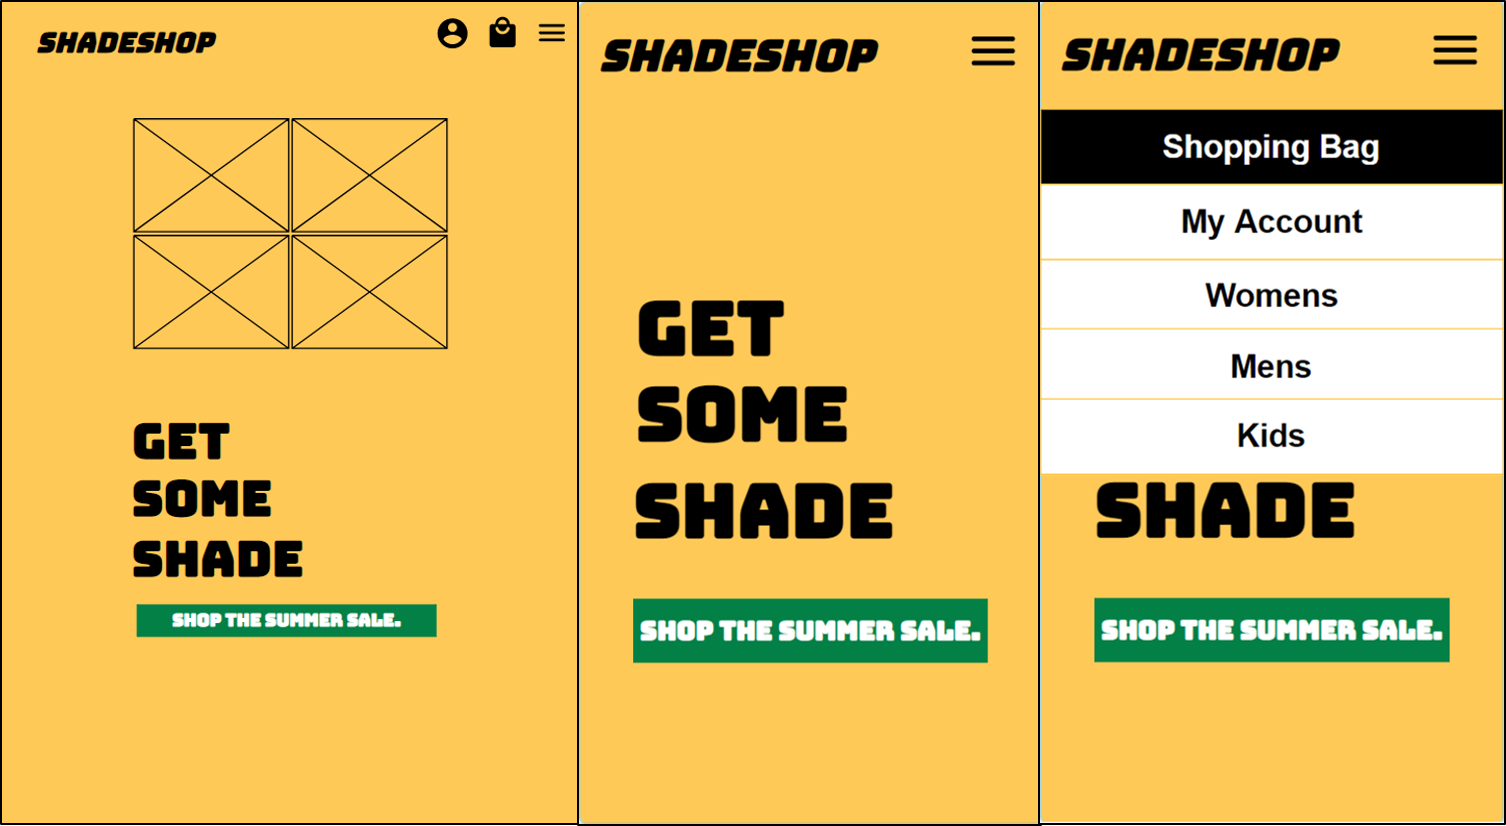 SHADESHOP
GET
SOME
SHADE
SHOP THE SUMMER SALE.
SHADESHOP
GET
SOME
SHADE
SHOP THE SUMMER SALE.
SHADESHOP
Shopping Bag
My Account
Womens
Mens
Kids
SHADE
SHOP THE SUMMER SALE.